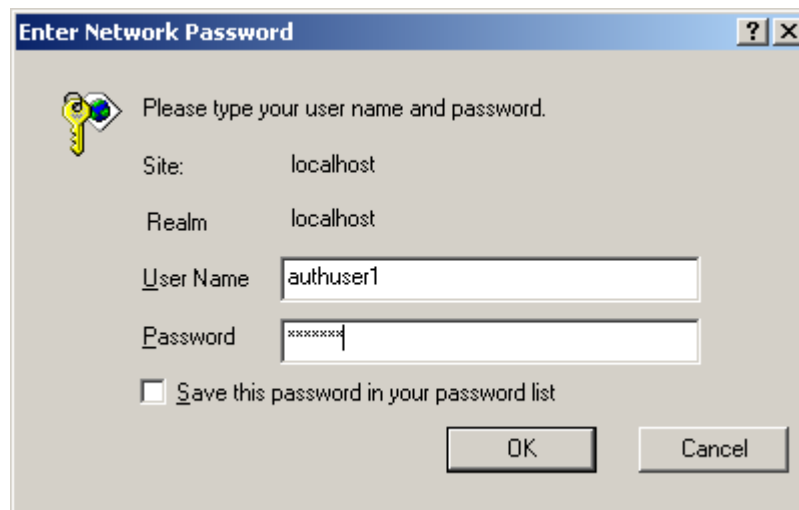 Enter Network Password
Please type your user name and password.
Site: localhost
Realm localhost
User Name authuser1
Password *******
Save this password in your password list
OK Cancel